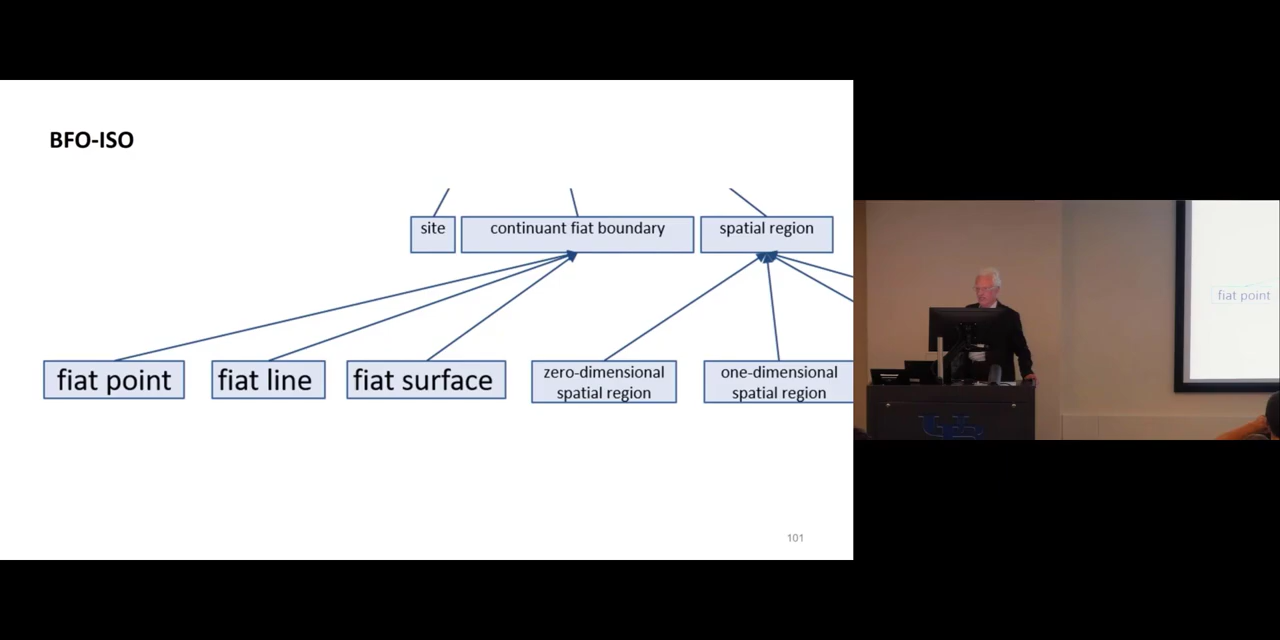 BFO-ISO
site
continuant fiat boundary
spatial region
fiat point
fiat line
fiat surface
zero-dimensional
spatial region
one-dimensional
spatial region
101
fiat point